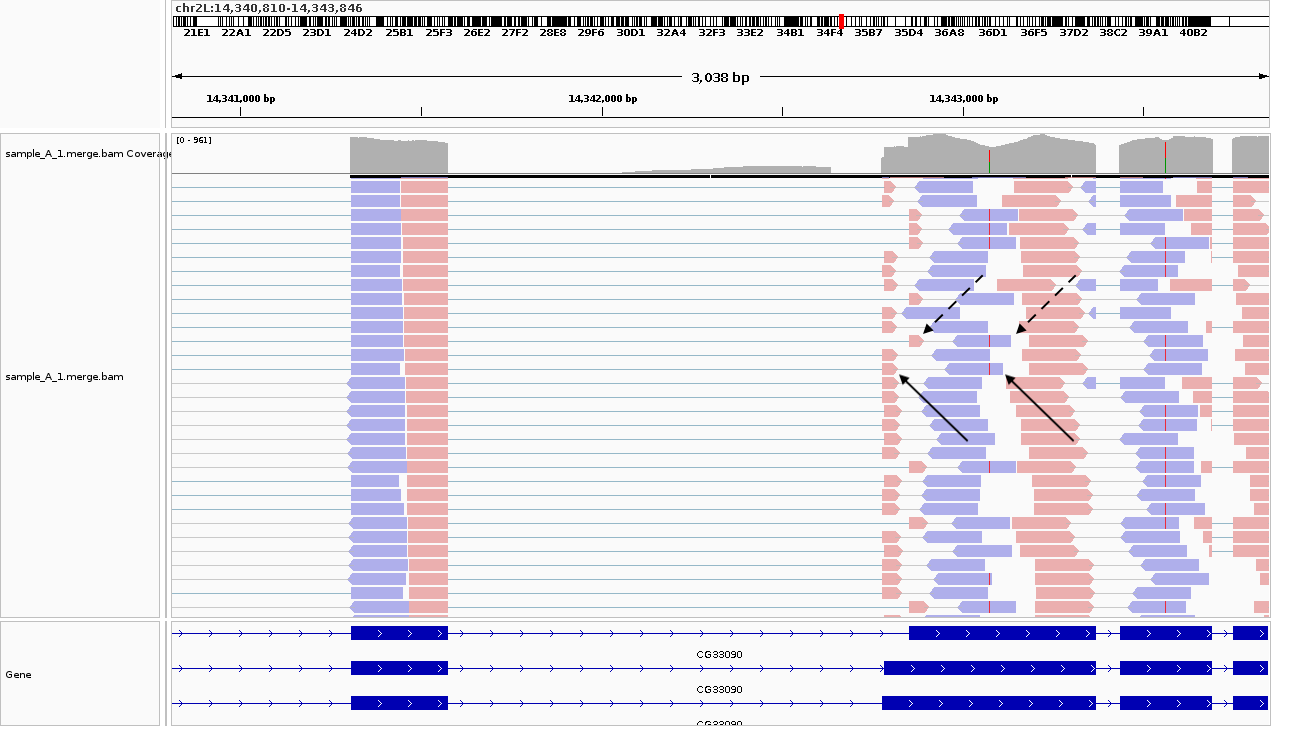 chr2L:14,340,810-14,343,846
21E1 22A1 22D5 23D1 24D2 25B1 25F3 26E2 27F2 28E8 29F6 30D1 32A4 32F3 33E2 34B1 34F4 35B7 35D4 36A8 36D1 36F5 37D2 38C2 39A1 40B2
3,038 bp
14,341,000 bp 14,342,000 bp 14,343,000 bp
[0 - 961]
sample_A_1.merge.bam Coverage
sample_A_1.merge.bam
CG33090
Gene
CG33090
CG33090